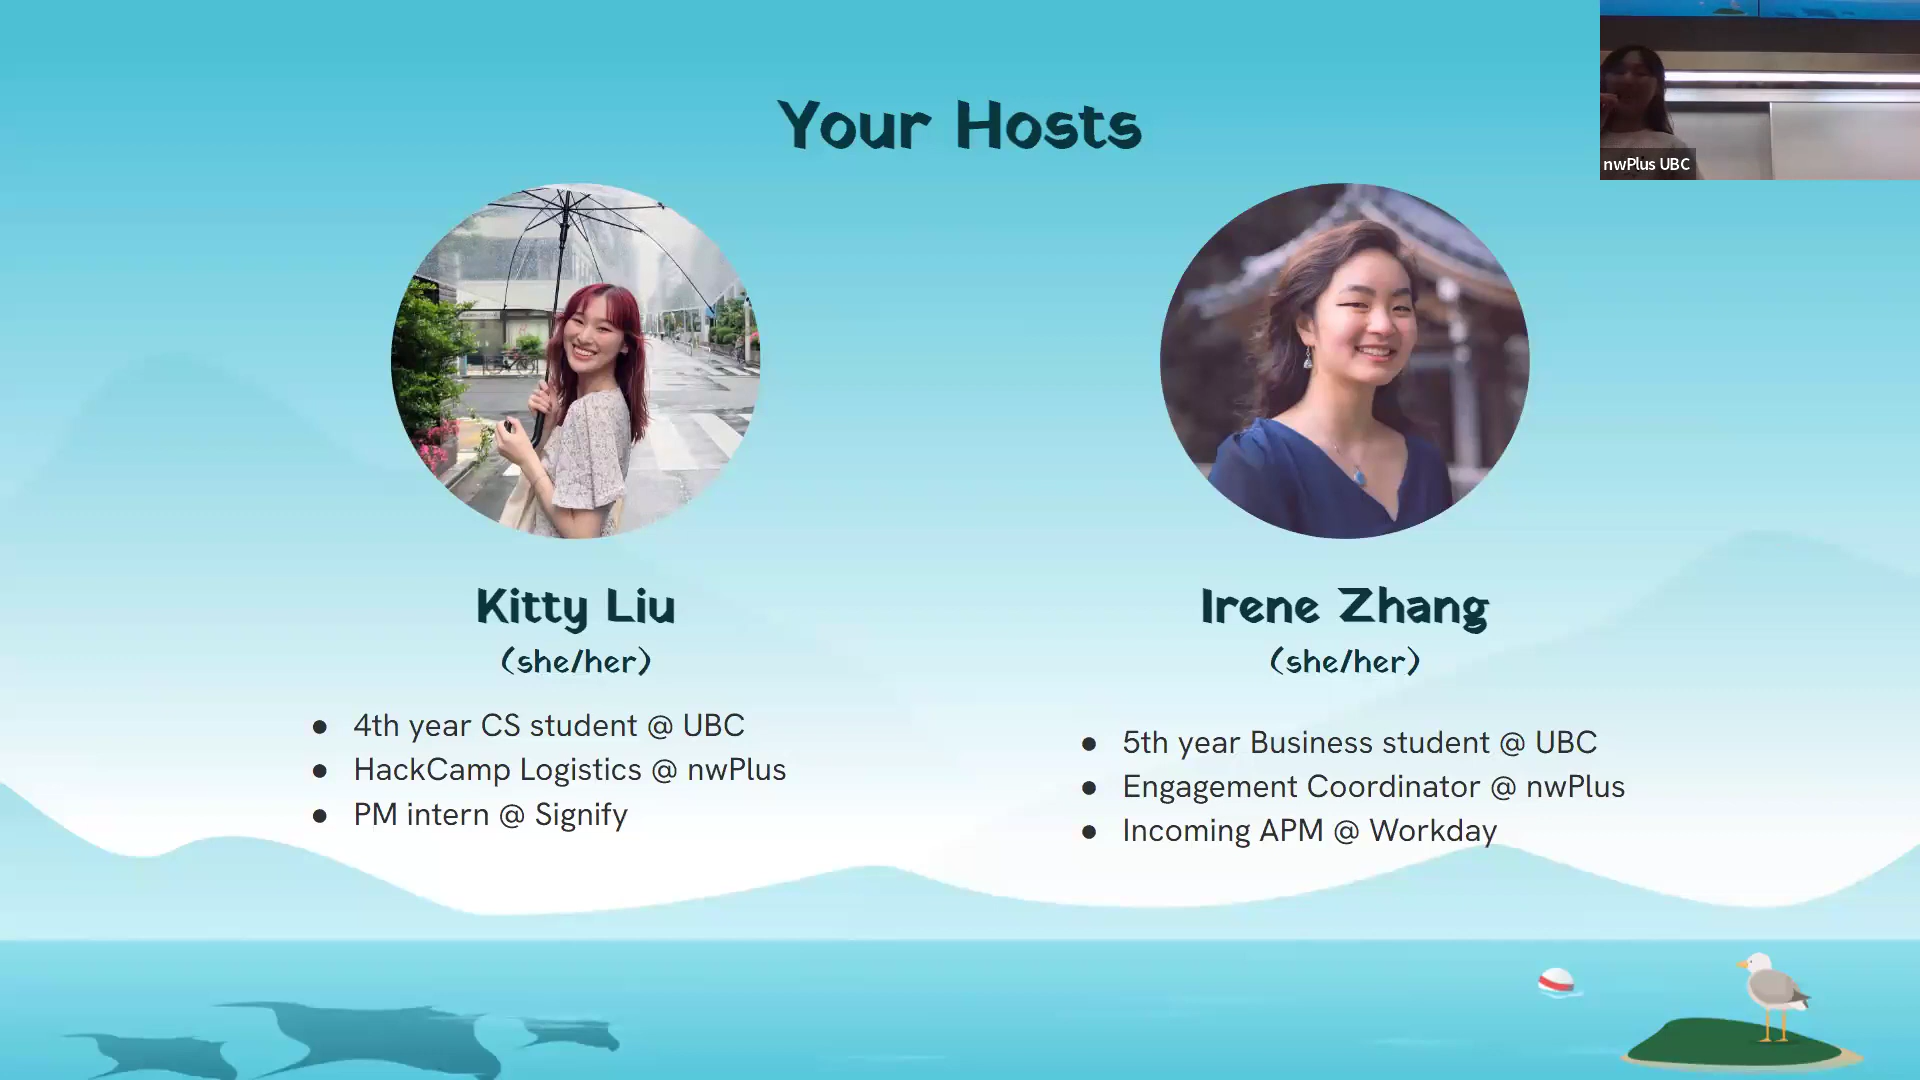 Your Hosts
nwPlus UBC
Kitty Liu
(she/her)
● 4th year CS student @ UBC
● HackCamp Logistics @ nwPlus
● PM intern @ Signify
Irene Zhang
(she/her)
● 5th year Business student @ UBC
● Engagement Coordinator @ nwPlus
● Incoming APM @ Workday